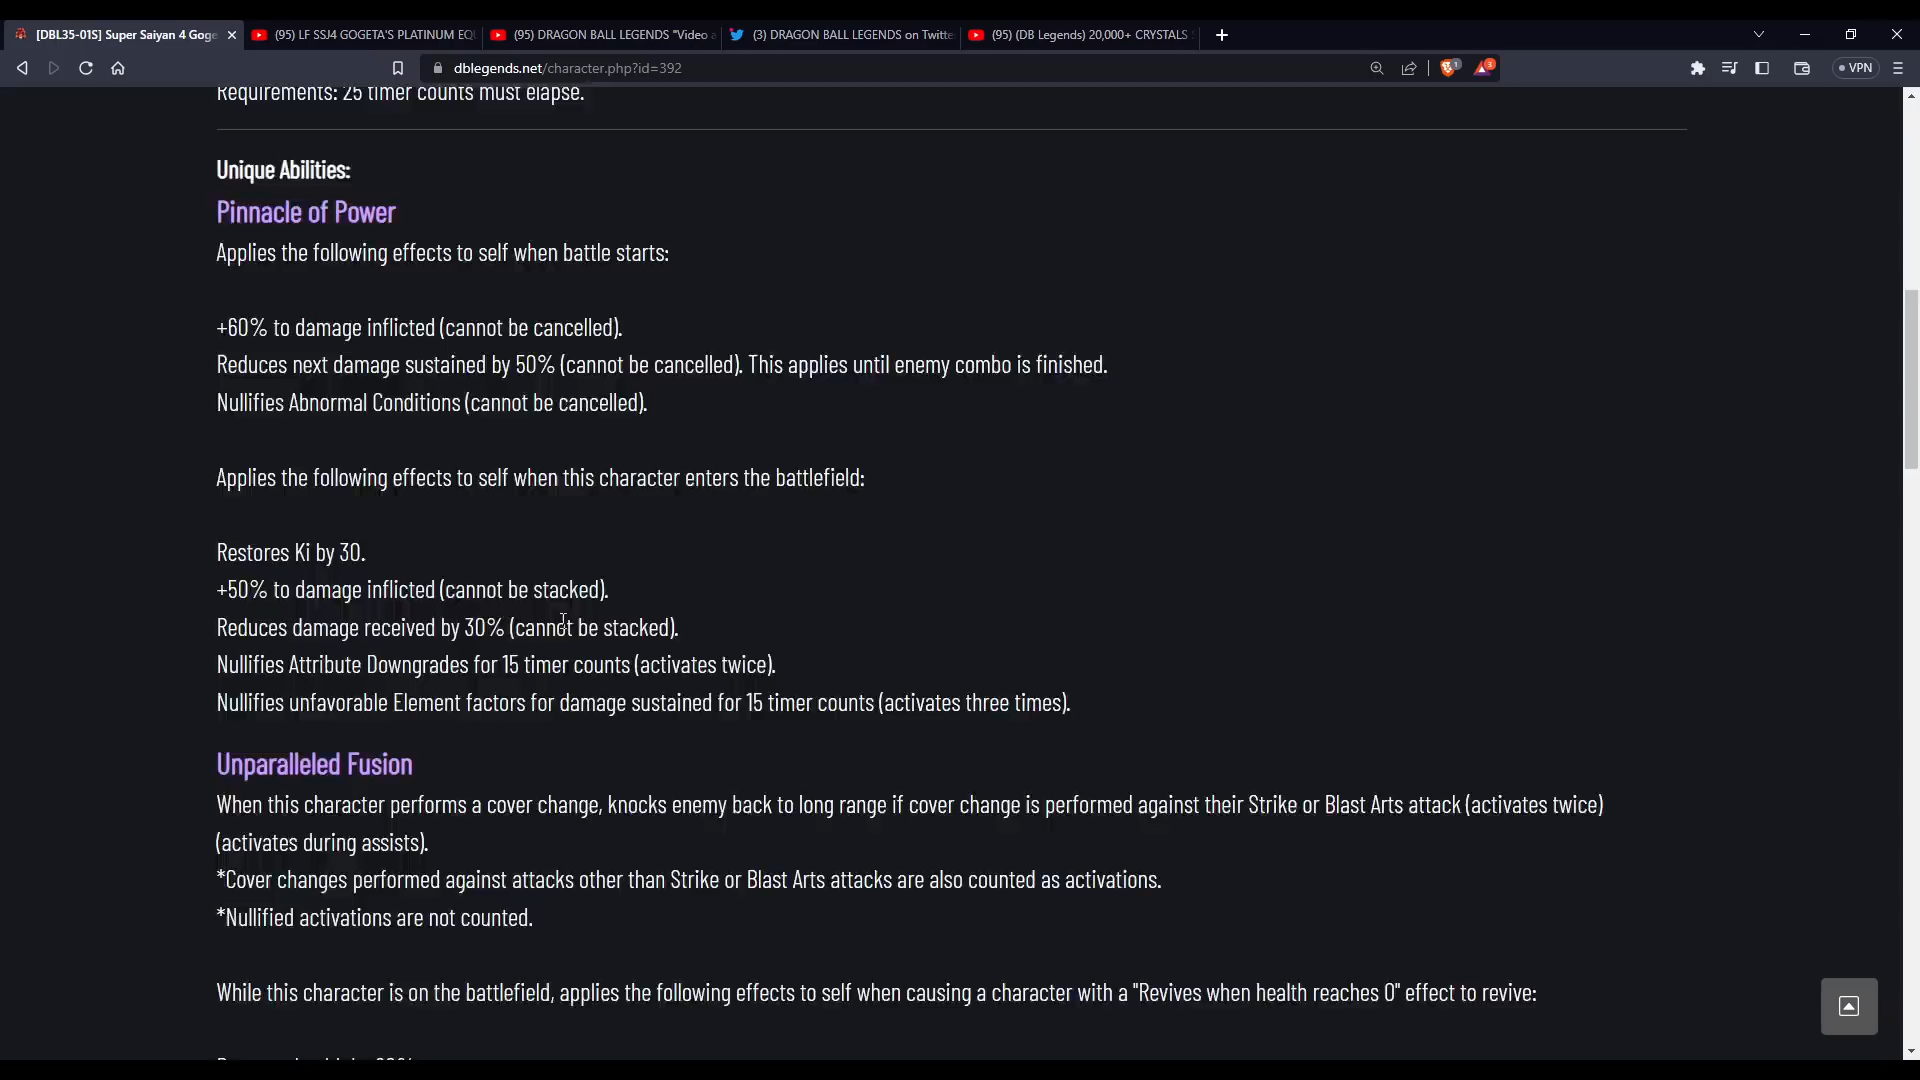 [DBL35-01S] Super Saiyan 4 Goge
(95) LF SSJ4 GOGETA'S PLATINUM EQU
(95) DRAGON BALL LEGENDS "Video a
(3) DRAGON BALL LEGENDS on Twitte
(95) (DB Legends) 20,000+ CRYSTALS
dblegends.net/character.php?id=392
1
3
VPN
Requirements: 25 timer counts must elapse.
Unique Abilities:
Pinnacle of Power
Applies the following effects to self when battle starts:
+60% to damage inflicted (cannot be cancelled).
Reduces next damage sustained by 50% (cannot be cancelled). This applies until enemy combo is finished.
Nullifies Abnormal Conditions (cannot be cancelled).
Applies the following effects to self when this character enters the battlefield:
Restores Ki by 30.
+50% to damage inflicted (cannot be stacked).
Reduces damage received by 30% (cannot be stacked).
Nullifies Attribute Downgrades for 15 timer counts (activates twice).
Nullifies unfavorable Element factors for damage sustained for 15 timer counts (activates three times).
Unparalleled Fusion
When this character performs a cover change, knocks enemy back to long range if cover change is performed against their Strike or Blast Arts attack (activates twice)
(activates during assists).
*Cover changes performed against attacks other than Strike or Blast Arts attacks are also counted as activations.
*Nullified activations are not counted.
While this character is on the battlefield, applies the following effects to self when causing a character with a "Revives when health reaches 0" effect to revive: